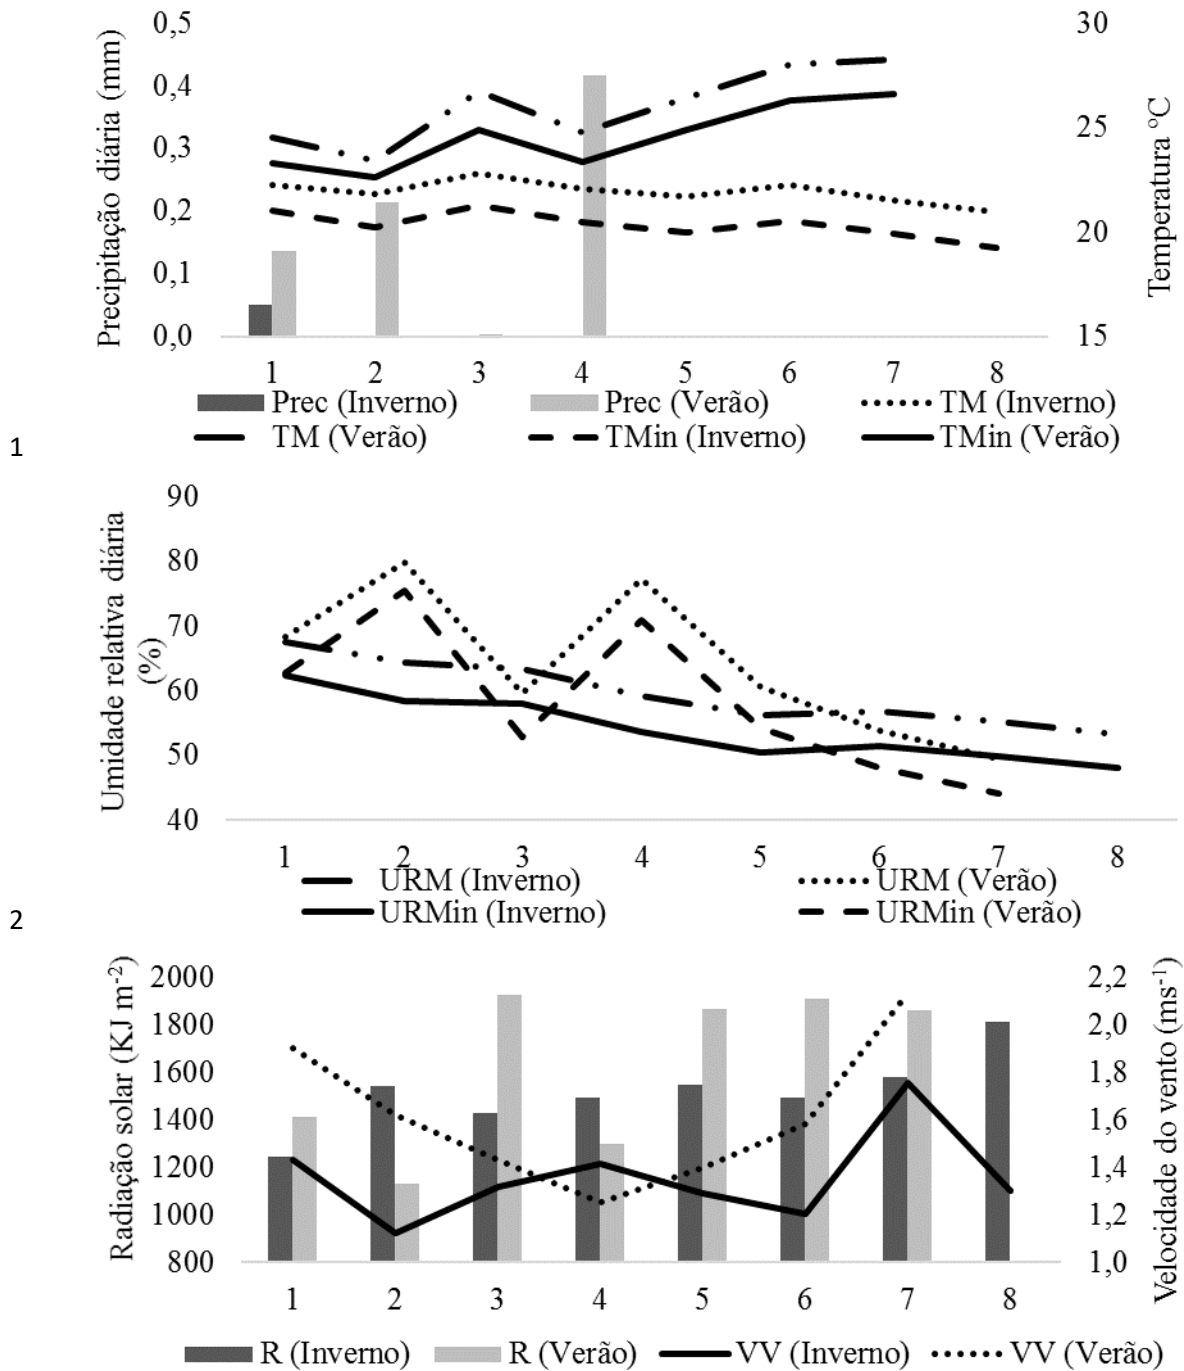 Precipitação diária (mm)
0,5
0,4
0,3
0,2
0,1
0,0
30
25
20
15
Temperatura ºC
1 2 3 4 5 6 7 8
Prec (Inverno) Prec (Verão) TM (Inverno)
TM (Verão) TMin (Inverno) TMin (Verão)
1
Umidade relativa diária
(%)
90
80
70
60
50
40
1 2 3 4 5 6 7 8
URM (Inverno) URM (Verão)
URMin (Inverno) URMin (Verão)
2
Radiação solar (KJ m-2)
2000
1800
1600
1400
1200
1000
800
2,2
2,0
1,8
1,6
1,4
1,2
1,0
Velocidade do vento (ms-1)
1 2 3 4 5 6 7 8
R (Inverno) R (Verão) VV (Inverno) VV (Verão)